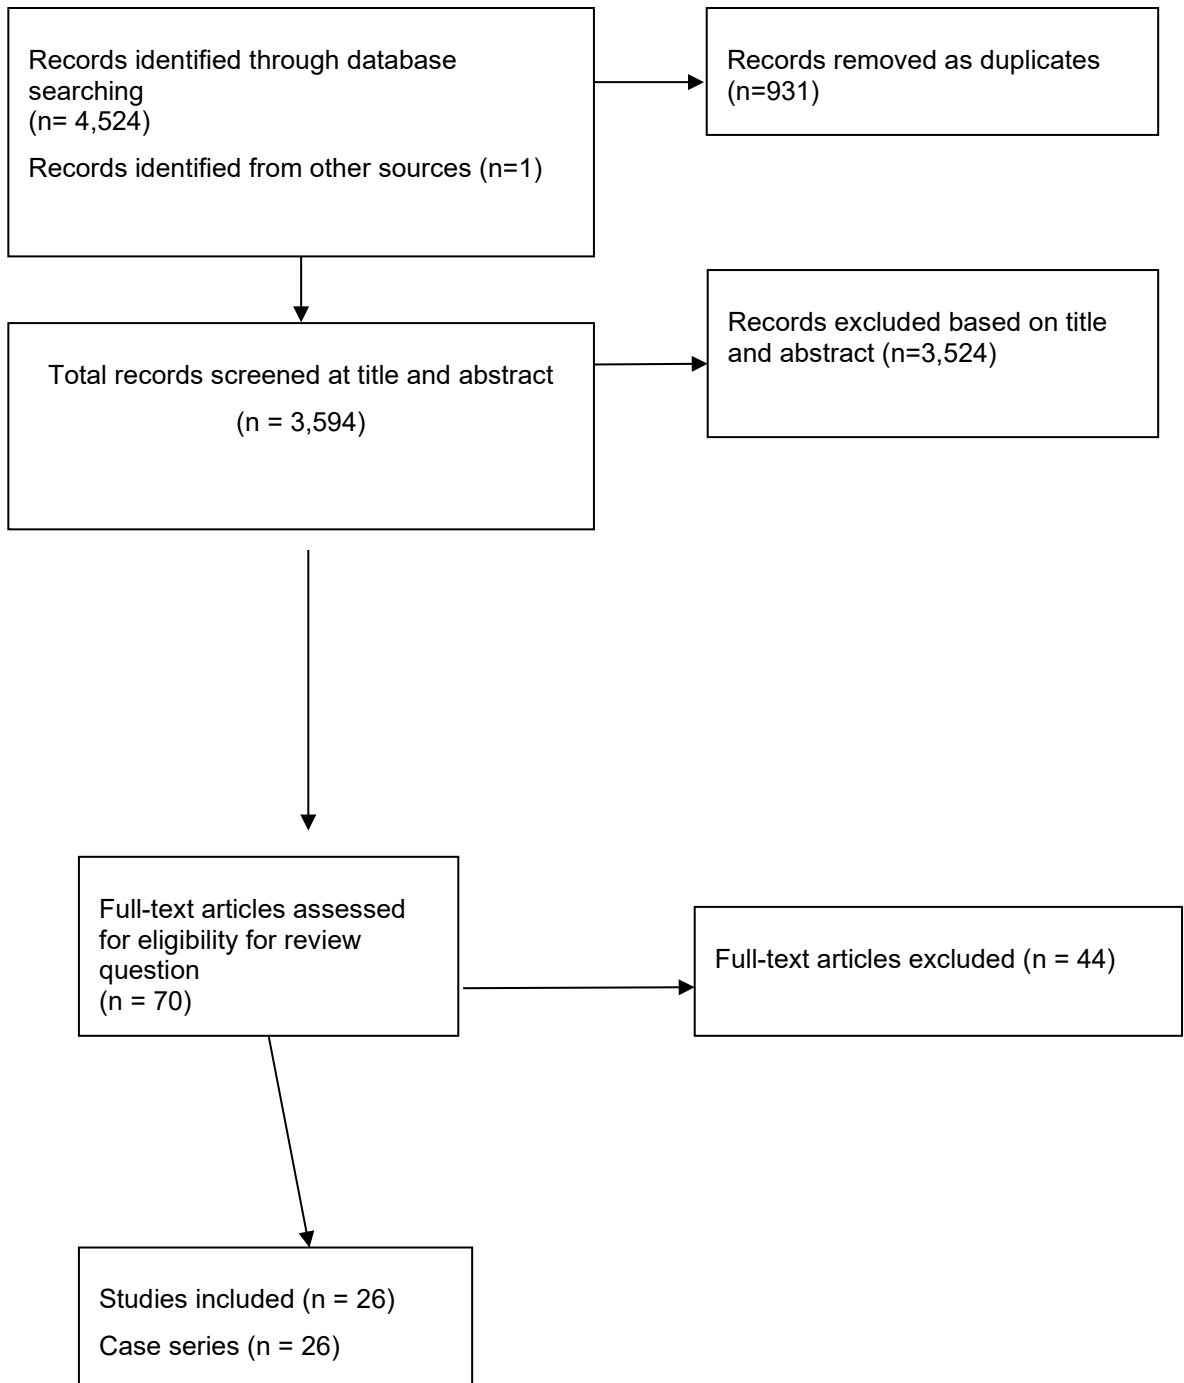 Records identified through database
searching
(n= 4,524)
Records identified from other sources (n=1)
Records removed as duplicates
(n=931)
Total records screened at title and abstract
(n = 3,594)
Records excluded based on title
and abstract (n=3,524)
Full-text articles assessed
for eligibility for review
question
(n = 70)
Full-text articles excluded (n = 44)
Studies included (n = 26)
Case series (n = 26)